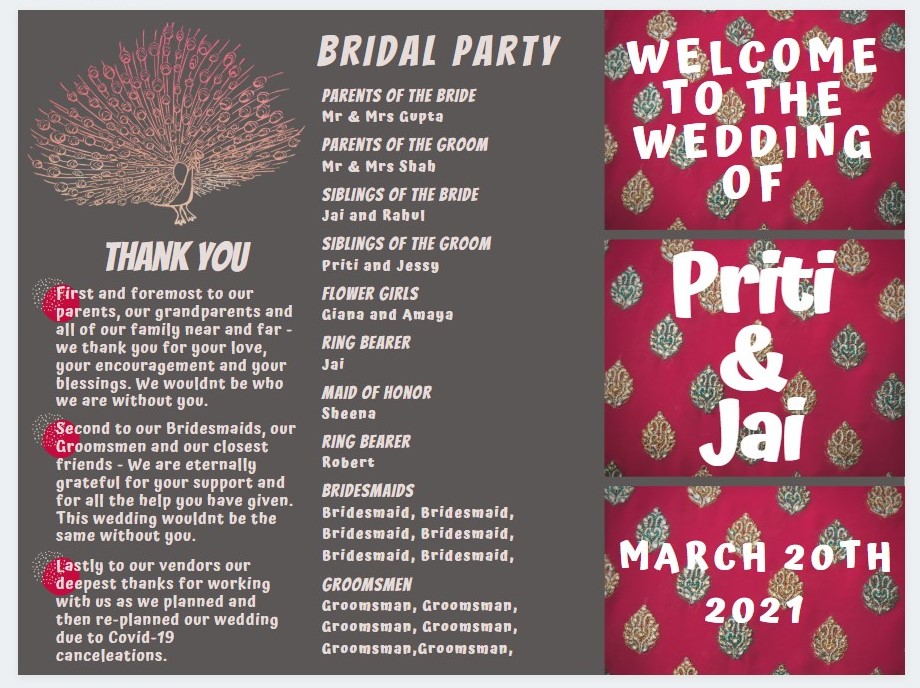 THANK YOU
First and foremost to our
parents, our grandparents and
all of our family near and far -
we thank you for your love,
your encouragement and your
blessings. We wouldnt be who
we are without you.
Second to our Bridesmaids, our
Groomsmen and our closest
friends - We are eternally
grateful for your support and
for all the help you have given.
This wedding wouldnt be the
same without you.
Lastly to our vendors our
deepest thanks for working
with us as we planned and
then re-planned our wedding
due to Covid-19
canceleations.
BRIDAL PARTY
PARENTS OF THE BRIDE
Mr & Mrs Gupta
PARENTS OF THE GROOM
Mr & Mrs Shah
SIBLINGS OF THE BRIDE
Jai and Rahul
SIBLINGS OF THE GROOM
Priti and Jessy
FLOWER GIRLS
Giana and Amaya
RING BEARER
Jai
MAID OF HONOR
Sheena
RING BEARER
Robert
BRIDESMAIDS
Bridesmaid, Bridesmaid,
Bridesmaid, Bridesmaid,
Bridesmaid, Bridesmaid,
GROOMSMEN
Groomsman, Groomsman,
Groomsman, Groomsman,
Groomsman,Groomsman,
WELCOME
TO THE
WEDDING
OF
Priti
&
Jai
MARCH 20TH
2021